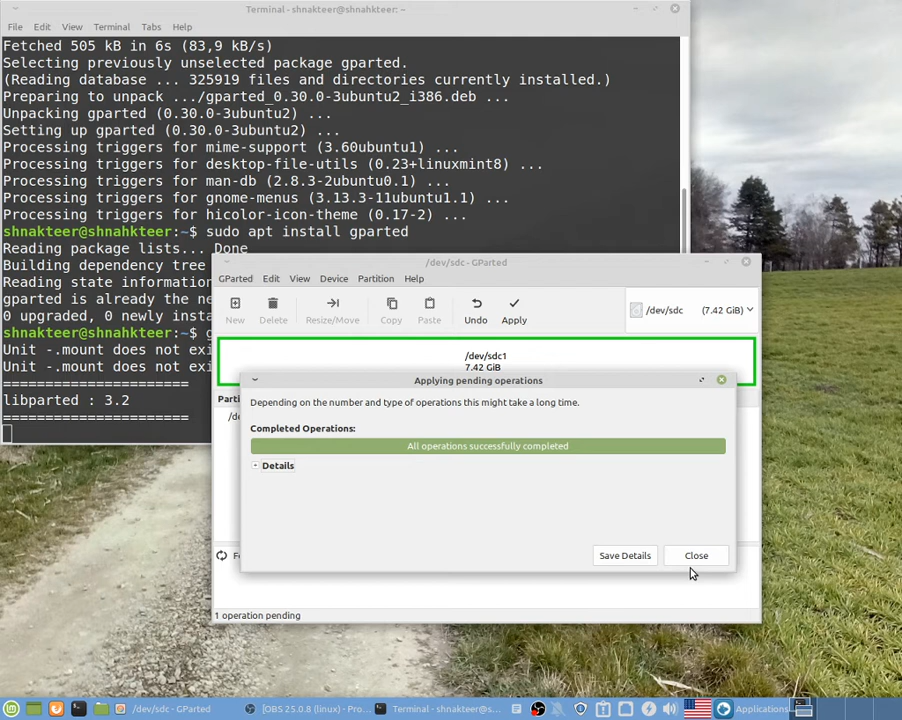 Terminal - shnakteer@shnahkteer: ~
File Edit View Terminal Tabs Help
Fetched 505 kB in 6s (83,9 kB/s)
Selecting previously unselected package gparted.
(Reading database ... 325919 files and directories currently installed.)
Preparing to unpack .../gparted_0.30.0-3ubuntu2_i386.deb ...
Unpacking gparted (0.30.0-3ubuntu2) ...
Setting up gparted (0.30.0-3ubuntu2) ...
Processing triggers for mime-support (3.60ubuntu1) ...
Processing triggers for desktop-file-utils (0.23+linuxmint8) ...
Processing triggers for man-db (2.8.3-2ubuntu0.1) ...
Processing triggers for gnome-menus (3.13.3-11ubuntu1.1) ...
Processing triggers for hicolor-icon-theme (0.17-2) ...
shnakteer@shnahkteer:~$ sudo apt install gparted
Reading package lists... Done
Building dependency tree
Reading state information
gparted is already the ne
0 upgraded, 0 newly insta
shnakteer@shnahkteer:~$ g
Unit -.mount does not exi
Unit -.mount does not exi
======================
libparted : 3.2
======================
/dev/sdc - GParted
GParted Edit View Device Partition Help
New Delete Resize/Move Copy Paste Undo Apply
/dev/sdc (7.42 GiB)
/dev/sdc1
7.42 GiB
Parti
/de
Applying pending operations
Depending on the number and type of operations this might take a long time.
Completed Operations:
All operations successfully completed
Details
Save Details Close
Fo
1 operation pending
/dev/sdc - GParted
[OBS 25.0.8 (linux) - Pro...
Terminal - shnakteer@s...
Applications